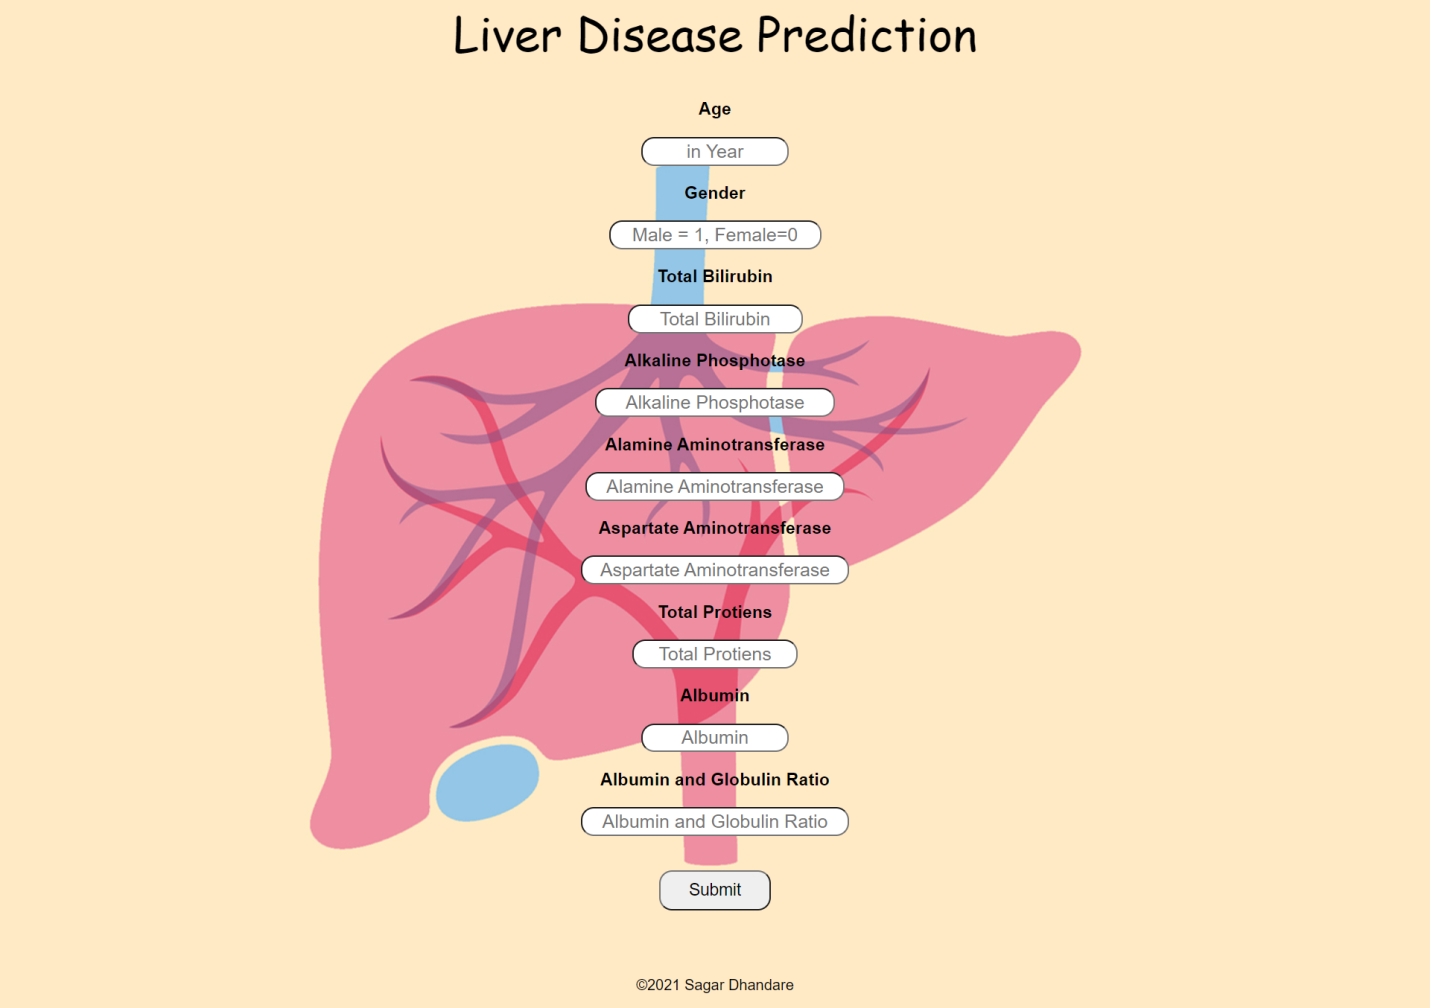 Liver Disease Prediction
Age
in Year
Gender
Male = 1, Female=0
Total Bilirubin
Total Bilirubin
Alkaline Phosphotase
Alkaline Phosphotase
Alamine Aminotransferase
Alamine Aminotransferase
Aspartate Aminotransferase
Aspartate Aminotransferase
Total Protiens
Total Protiens
Albumin
Albumin
Albumin and Globulin Ratio
Albumin and Globulin Ratio
Submit
©2021 Sagar Dhandare